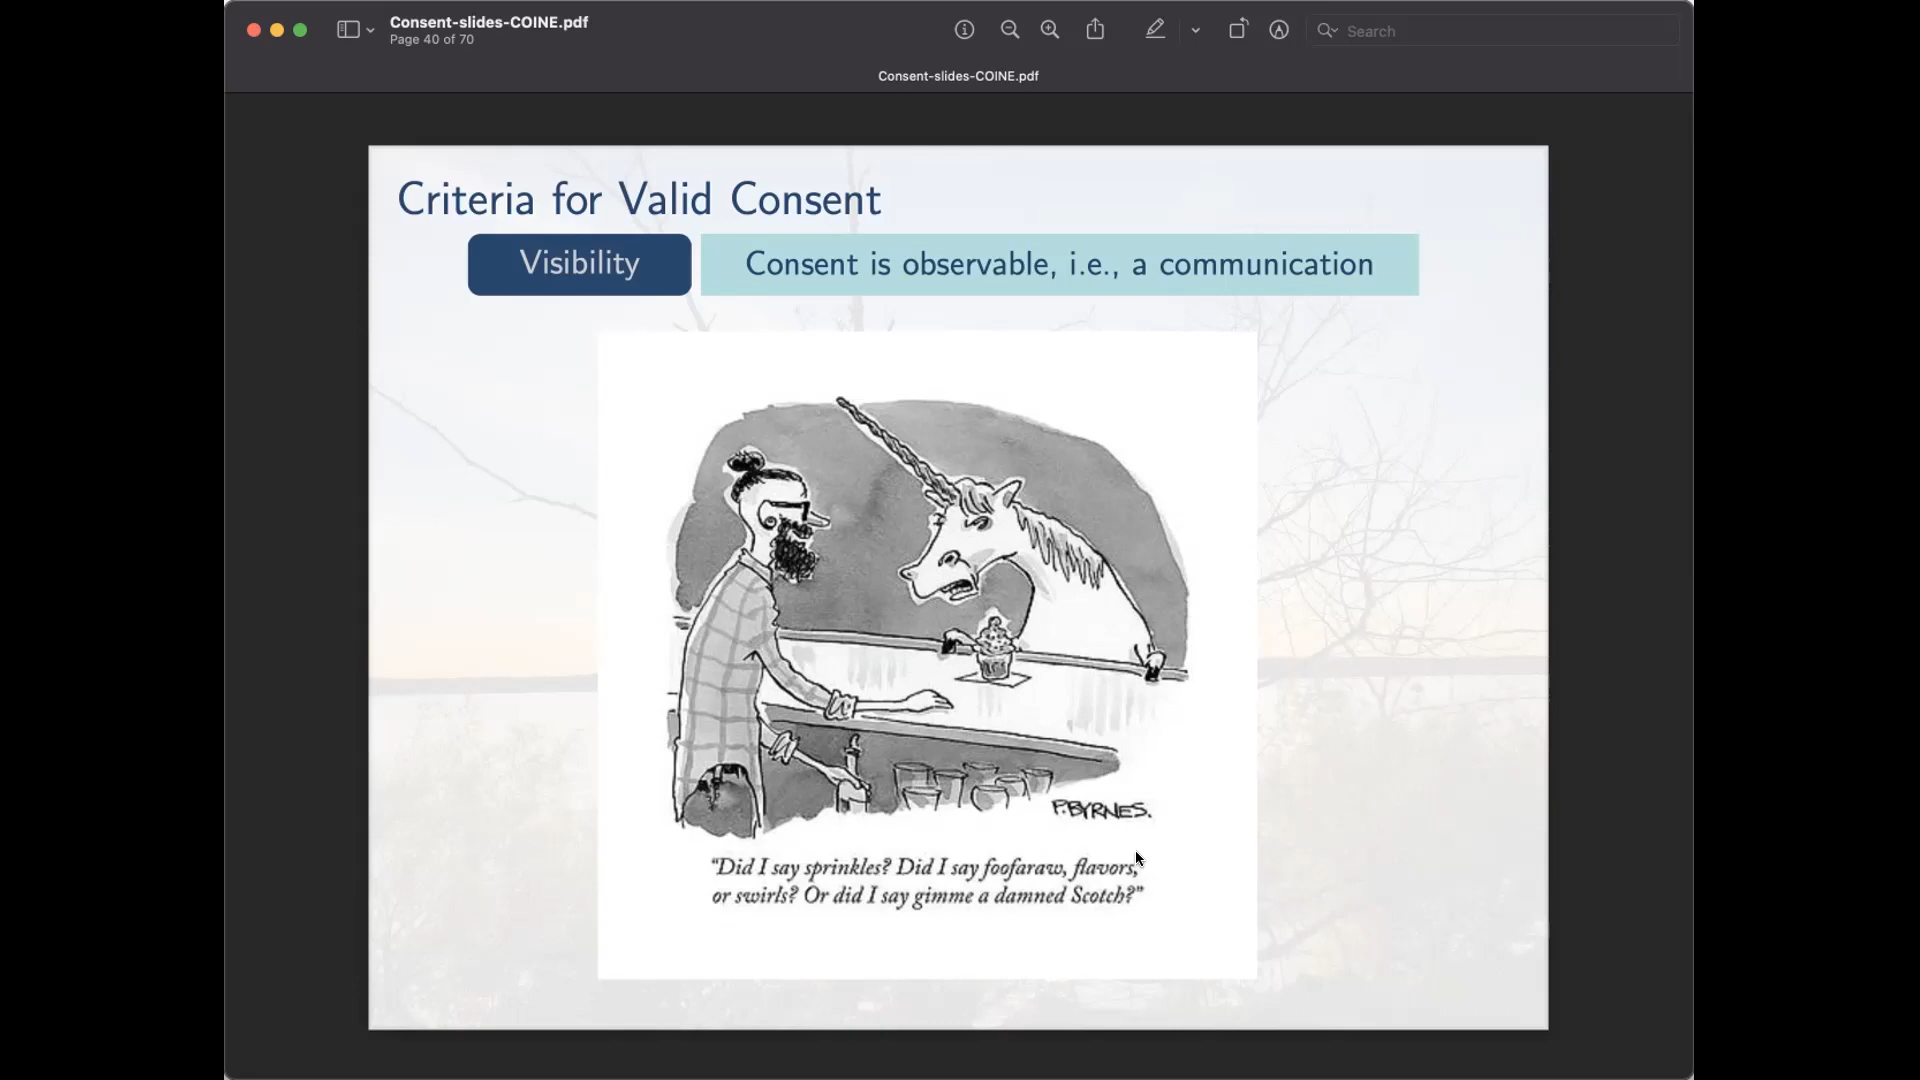 Consent-slides-COINE.pdf
Page 40 of 70
Search
Consent-slides-COINE.pdf
Criteria for Valid Consent
Visibility
Consent is observable, i.e., a communication
P.BYRNES.
“Did I say sprinkles? Did I say foofaraw, flavors,
or swirls? Or did I say gimme a damned Scotch?”